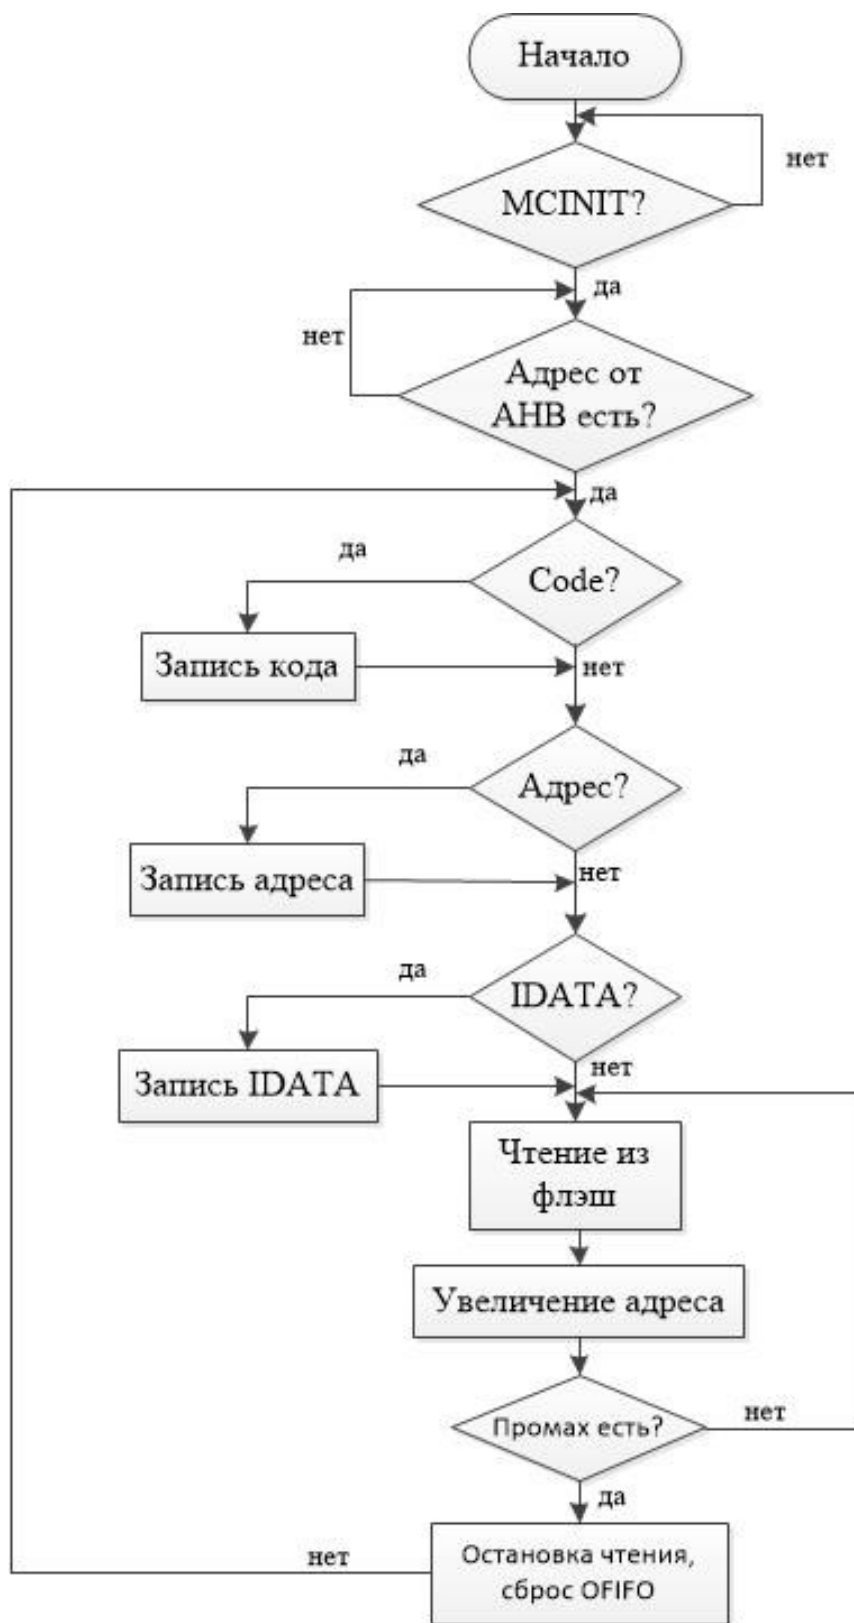 Начало
нет
MCINIT?
да
нет
Адрес от
АНВ есть?
да
да
Code?
Запись кода
нет
да
Адрес?
Запись адреса
нет
да
IDATA?
Запись IDATA
нет
Чтение из
флэш
Увеличение адреса
Промах есть?
нет
да
нет
Остановка чтения,
сброс OFIFO